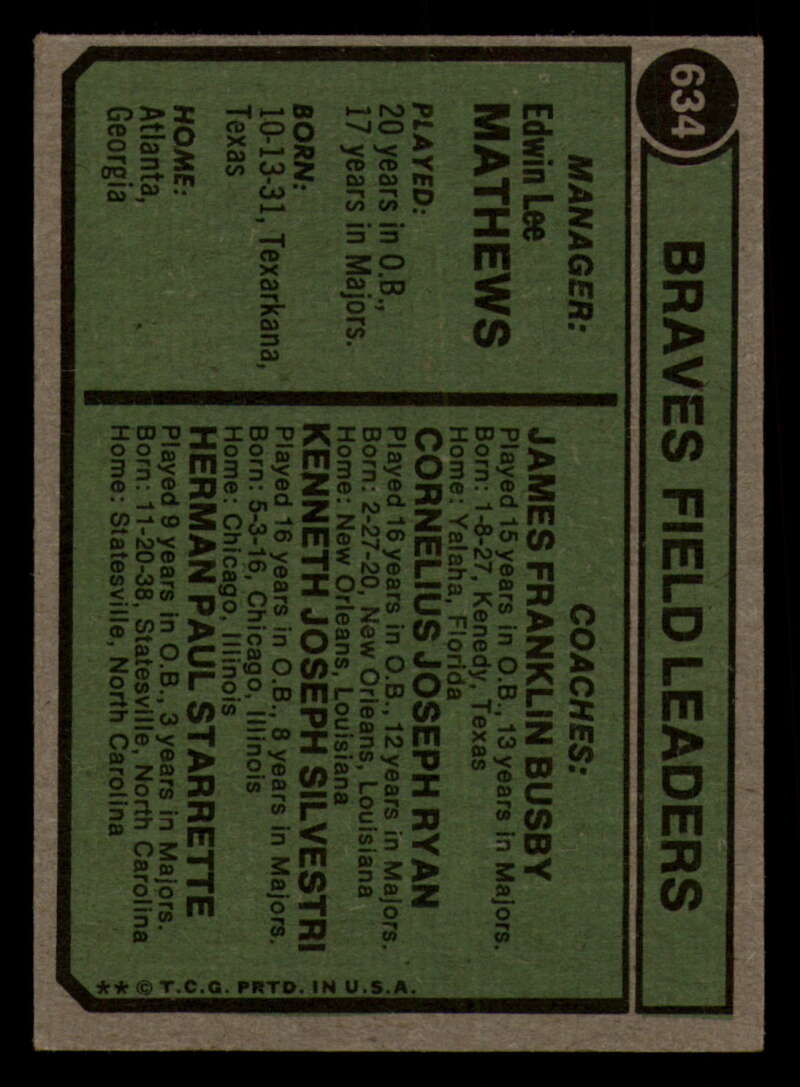 634
BRAVES FIELD LEADERS
MANAGER:
Edwin Lee
MATHEWS
PLAYED:
20 years in O.B.,
17 years in Majors.
BORN:
10-13-31, Texarkana,
Texas
HOME:
Atlanta,
Georgia
COACHES:
JAMES FRANKLIN BUSBY
Played 15 years in O.B., 13 years in Majors.
Born: 1-8-27, Kenedy, Texas
Home: Yalaha, Florida
CORNELIUS JOSEPH RYAN
Played 16 years in O.B., 12 years in Majors.
Born: 2-27-20, New Orleans, Louisiana
Home: New Orleans, Louisiana
KENNETH JOSEPH SILVESTRI
Played 16 years in O.B., 8 years in Majors.
Born: 5-3-16, Chicago, Illinois
Home: Chicago, Illinois
HERMAN PAUL STARRETTE
Played 9 years in O.B., 3 years in Majors.
Born: 11-20-38, Statesville, North Carolina
Home: Statesville, North Carolina
** © T.C.G. PRTD. IN U.S.A.